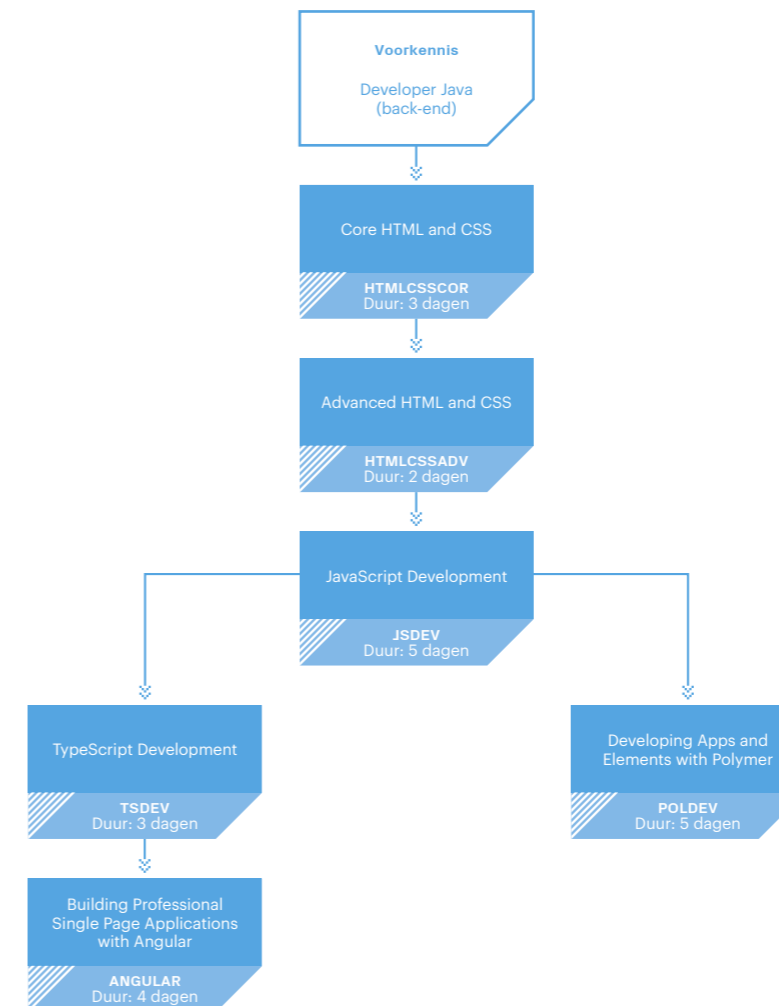 Voorkennis
Developer Java
(back-end)
Core HTML and CSS
HTMLCSSCOR
Duur: 3 dagen
Advanced HTML and CSS
HTMLCSSADV
Duur: 2 dagen
JavaScript Development
JSDEV
Duur: 5 dagen
TypeScript Development
TSDEV
Duur: 3 dagen
Developing Apps and
Elements with Polymer
POLDEV
Duur: 5 dagen
Building Professional
Single Page Applications
with Angular
ANGULAR
Duur: 4 dagen